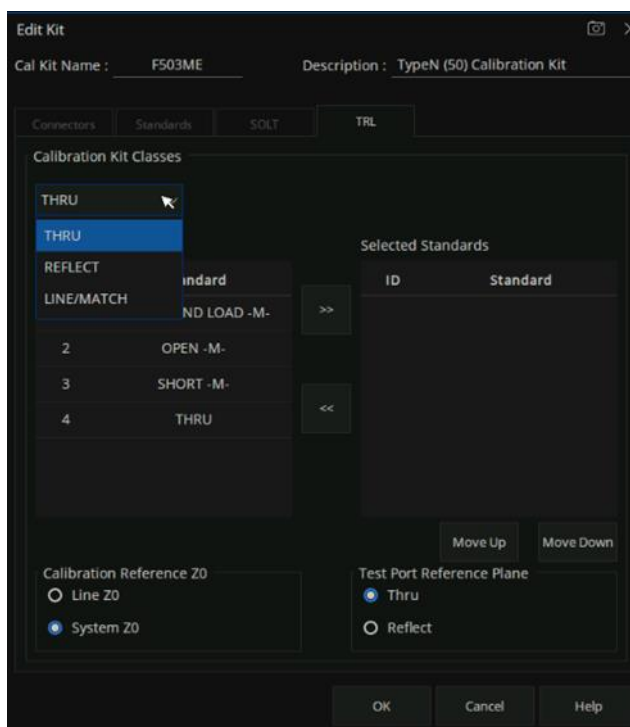 Edit Kit
Cal Kit Name : F503ME Description : TypeN (50) Calibration Kit
Connectors Standards SOLT TRL
Calibration Kit Classes
THRU
THRU
REFLECT
LINE/MATCH
Selected Standards
ndard ID Standard
ND LOAD -M- >>
2 OPEN -M-
3 SHORT -M-
<<
4 THRU
Move Up Move Down
Calibration Reference Z0 Test Port Reference Plane
Line Z0 Thru
System Z0 Reflect
OK Cancel Help